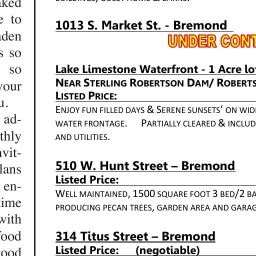 aked
e to
nden
s so
so
u.
ad-
thly
nvit-
lans
en-
time
with
food
ood
1013 S. Market St. - Bremond
UNDER CONT
Lake Limestone Waterfront - 1 Acre lo
NEAR STERLING ROBERTSON DAM/ ROBERTS
LISTED PRICE:
ENJOY FUN FILLED DAYS & SERENE SUNSETS' ON WID
WATER FRONTAGE. PARTIALLY CLEARED & INCLUD
AND UTILITIES.
510 W. Hunt Street – Bremond
Listed Price:
WELL MAINTAINED, 1500 SQUARE FOOT 3 BED/2 BA
PRODUCING PECAN TREES, GARDEN AREA AND GARAG
314 Titus Street – Bremond
Listed Price: (negotiable)